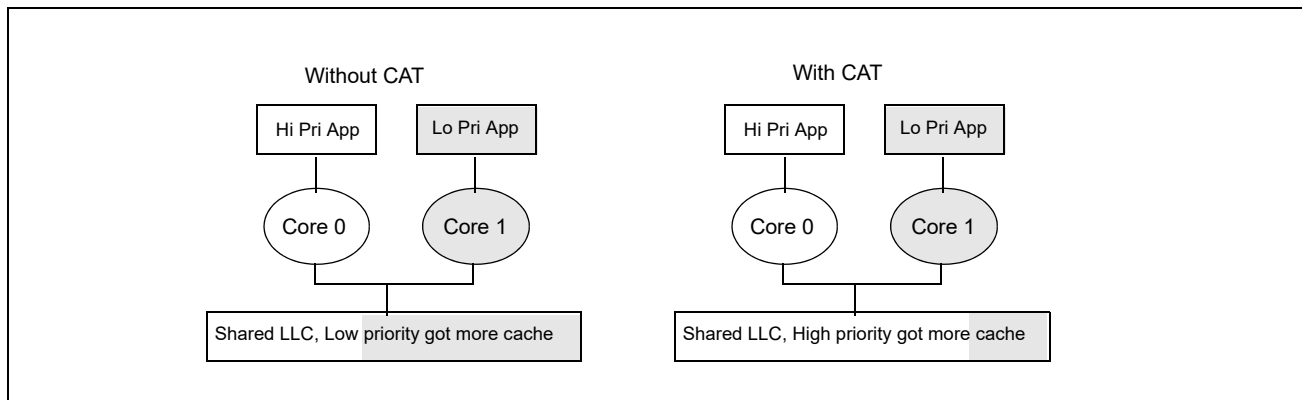 Without CAT
Hi Pri App
Lo Pri App
Core 0
Core 1
Shared LLC, Low priority got more cache
With CAT
Hi Pri App
Lo Pri App
Core 0
Core 1
Shared LLC, High priority got more cache